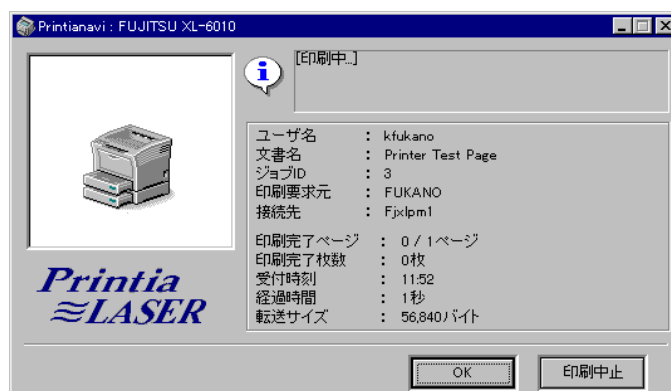 Printianavi : FUJITSU XL-6010
[印刷中...]
ユーザ名 : kfukano
文書名 : Printer Test Page
ジョブID : 3
印刷要求元 : FUKANO
接続先 : Fjxlpm1
印刷完了ページ : 0 / 1ページ
印刷完了枚数 : 0枚
受付時刻 : 11:52
経過時間 : 1秒
転送サイズ : 56,840バイト
Printia
LASER
OK
印刷中止